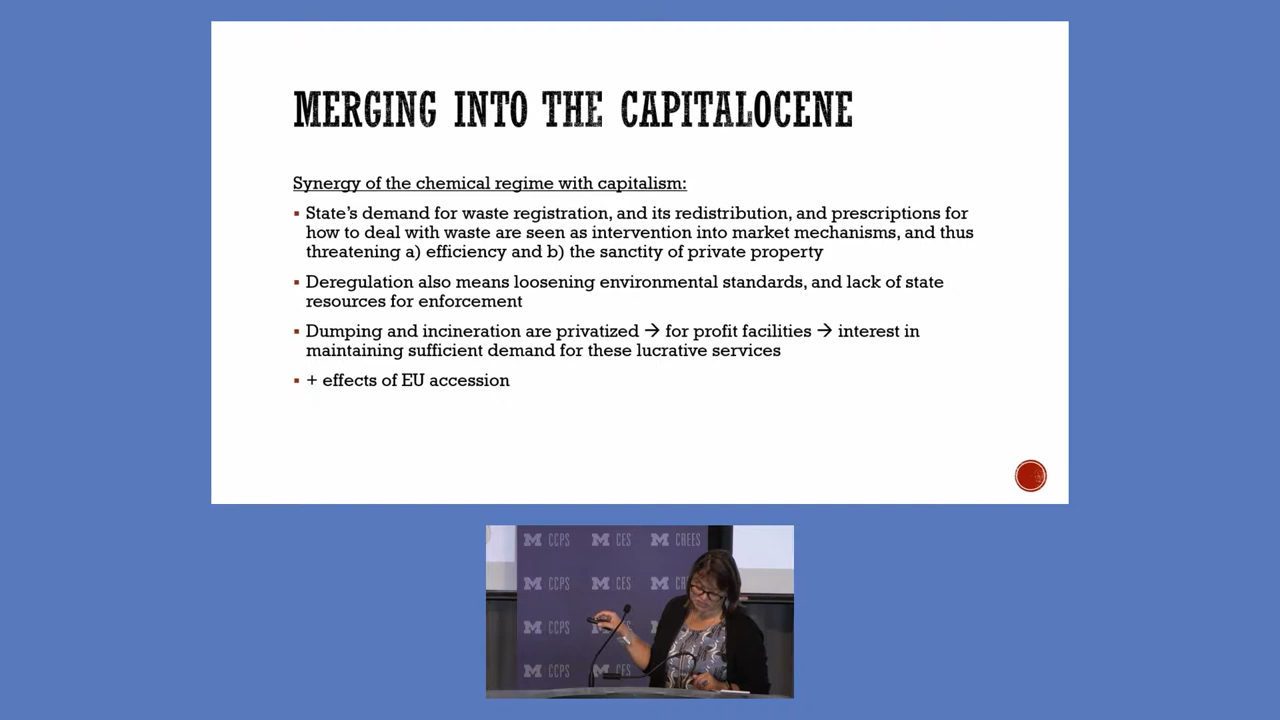 MERGING INTO THE CAPITALOCENE
Synergy of the chemical regime with capitalism:
▪ State's demand for waste registration, and its redistribution, and prescriptions for
how to deal with waste are seen as intervention into market mechanisms, and thus
threatening a) efficiency and b) the sanctity of private property
▪ Deregulation also means loosening environmental standards, and lack of state
resources for enforcement
▪ Dumping and incineration are privatized → for profit facilities → interest in
maintaining sufficient demand for these lucrative services
▪ + effects of EU accession
M CCPS M CES M CREES
M CCPS M CES M CR
M CCPS M
M CCPS M CES